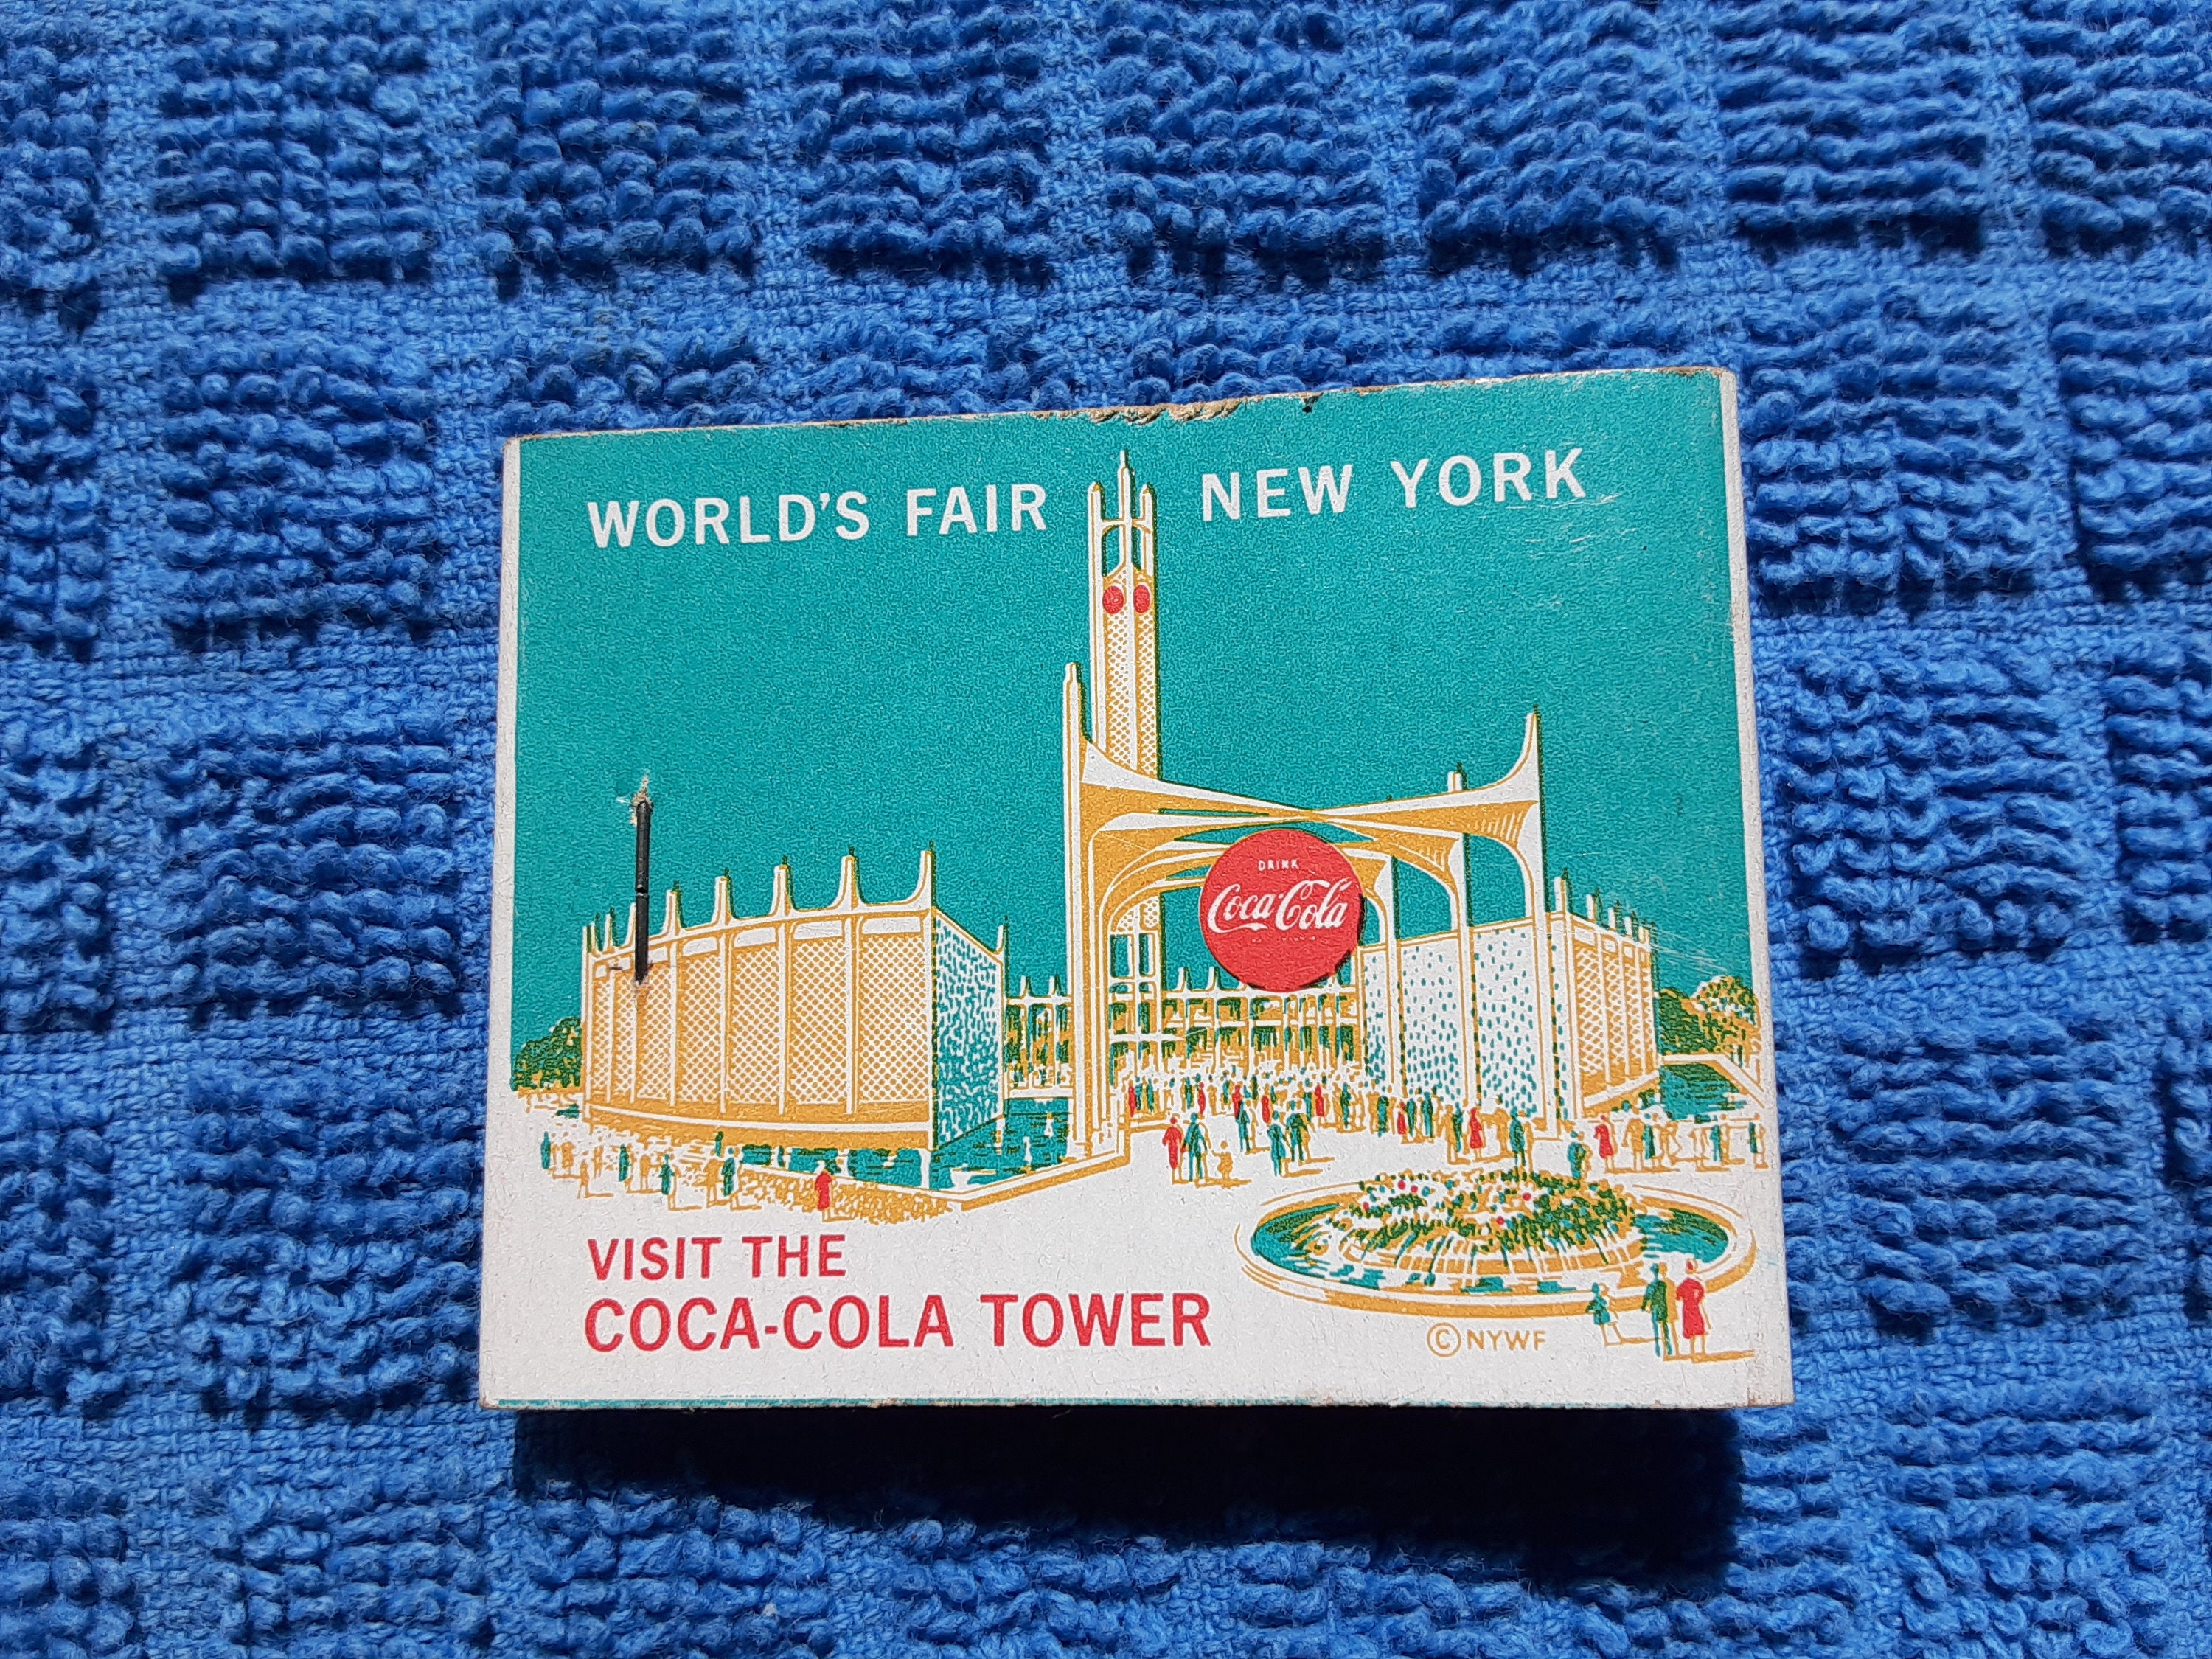 WORLD'S FAIR NEW YORK
DRINK
Coca-Cola
VISIT THE
COCA-COLA TOWER
© NYWF